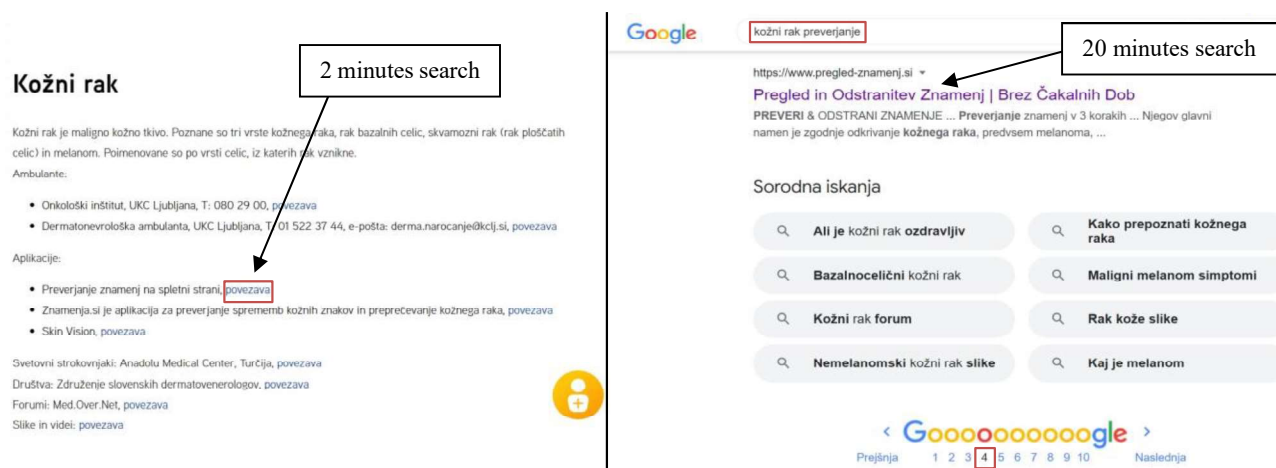 2 minutes search
Kožni rak
Kožni rak je maligno kožno tkivo. Poznane so tri vrste kožnega raka, rak bazalnih celic, skvamozni rak (rak ploščatih
celic) in melanom. Poimenovane so po vrsti celic, iz katerih rak vznikne.
Ambulante:
• Onkološki inštitut, UKC Ljubljana, T: 080 29 00, povezava
• Dermatonevrološka ambulanta, UKC Ljubljana, T: 01 522 37 44, e-pošta: derma.narocanje@kclj.si, povezava
Aplikacije:
• Preverjanje znamenj na spletni strani, povezava
• Znamenja.si je aplikacija za preverjanje sprememb kožnih znakov in preprečevanje kožnega raka, povezava
• Skin Vision, povezava
Svetovni strokovnjaki: Anadolu Medical Center, Turčija, povezava
Društva: Združenje slovenskih dermatovenerologov, povezava
Forumi: Med.Over.Net, povezava
Slike in videi: povezava
Google
kožni rak preverjanje
20 minutes search
https://www.pregled-znamenj.si
Pregled in Odstranitev Znamenj | Brez Čakalnih Dob
PREVERI & ODSTRANI ZNAMENJE ... Preverjanje znamenj v 3 korakih ... Njegov glavni
namen je zgodnje odkrivanje kožnega raka, predvsem melanoma, ...
Sorodna iskanja
Ali je kožni rak ozdravljiv
Kako prepoznati kožnega
raka
Bazalnocelični kožni rak
Maligni melanom simptomi
Kožni rak forum
Rak kože slike
Nemelanomski kožni rak slike
Kaj je melanom
< Goooooooooogle >
Prejšnja 1 2 3 4 5 6 7 8 9 10 Naslednja